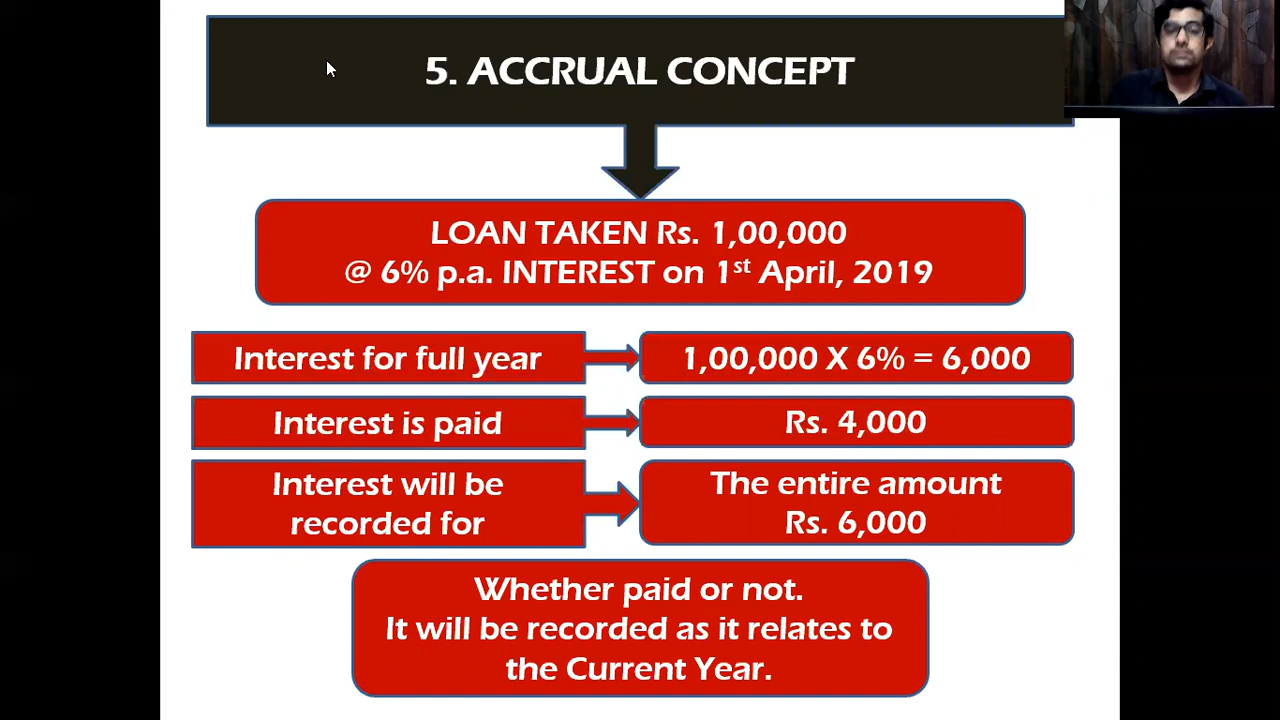 5. ACCRUAL CONCEPT
LOAN TAKEN Rs. 1,00,000
@ 6% p.a. INTEREST on 1st April, 2019
Interest for full year
1,00,000 X 6% = 6,000
Interest is paid
Rs. 4,000
Interest will be
recorded for
The entire amount
Rs. 6,000
Whether paid or not.
It will be recorded as it relates to
the Current Year.